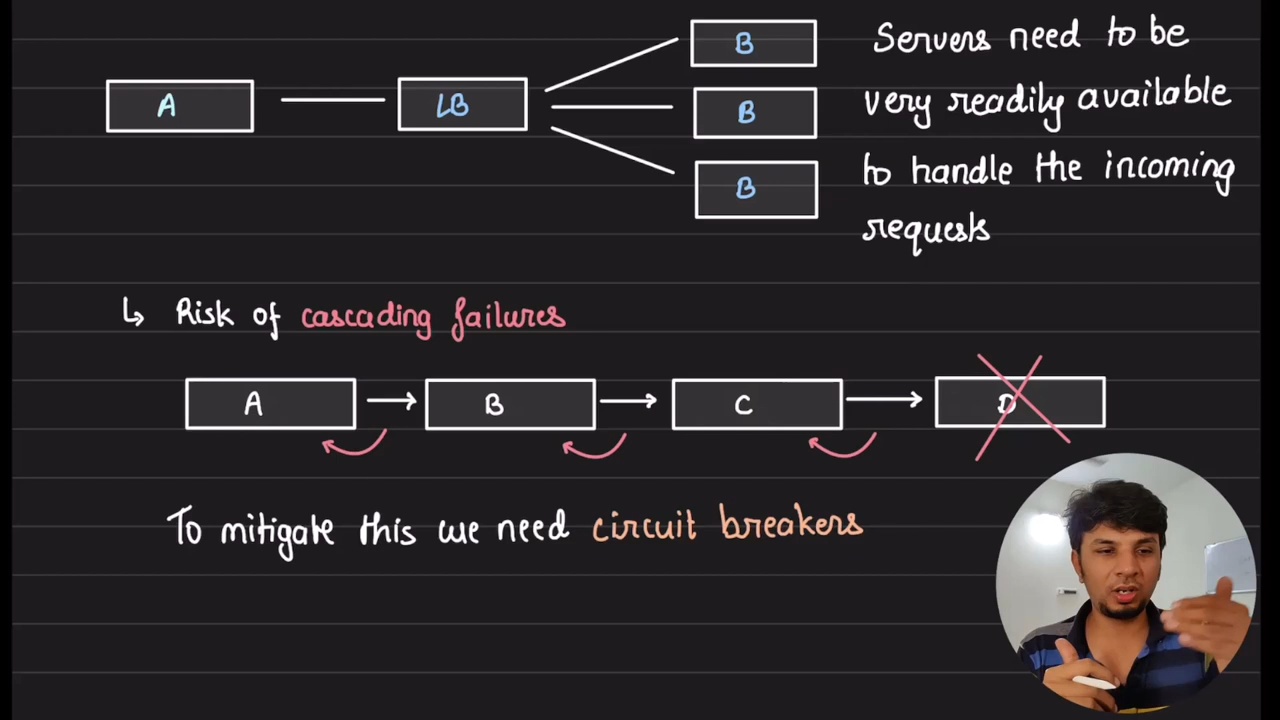 A
LB
B
B
B
Servers need to be
very readily available
to handle the incoming
requests
↳ Risk of cascading failures
A → B → C → D
To mitigate this we need circuit breakers